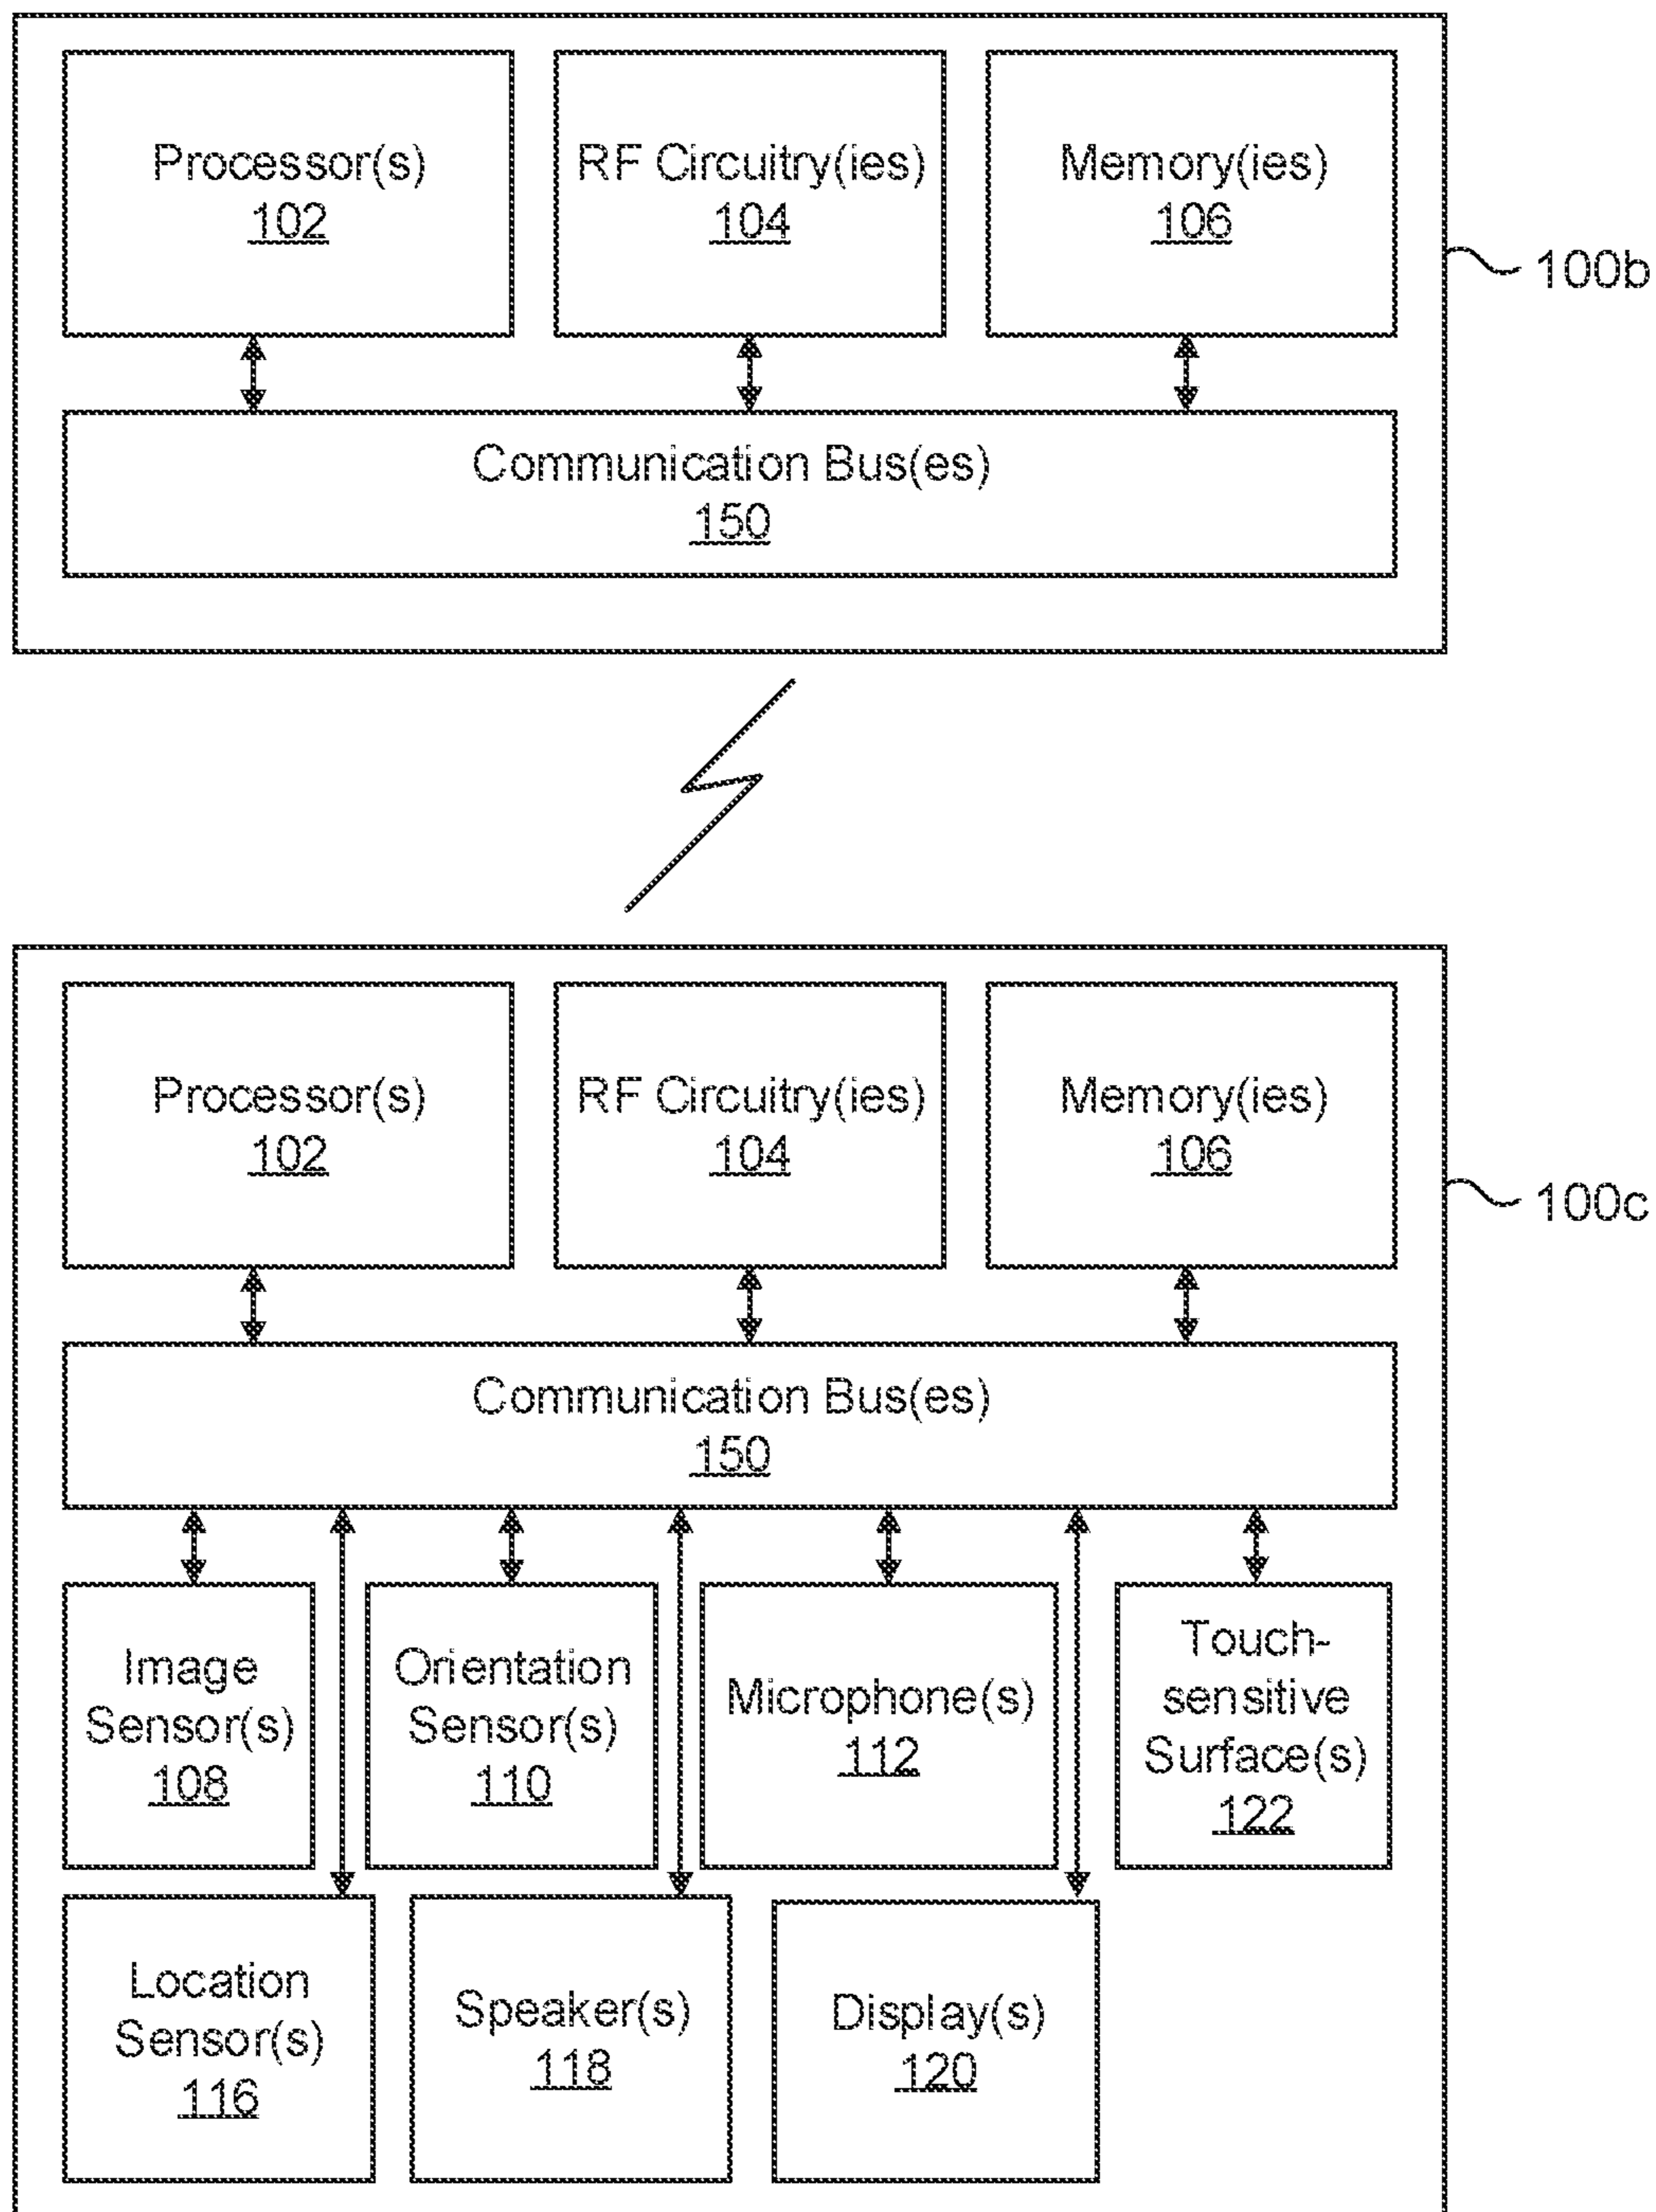 Processor(s)
102
RF Circuitry(ies)
104
Memory(ies)
106
100b
Communication Bus(es)
150
Processor(s)
102
RF Circuitry(ies)
104
Memory(ies)
106
100c
Communication Bus(es)
150
Image
Sensor(s)
108
Orientation
Sensor(s)
110
Microphone(s)
112
Touch-
sensitive
Surface(s)
122
Location
Sensor(s)
116
Speaker(s)
118
Display(s)
120